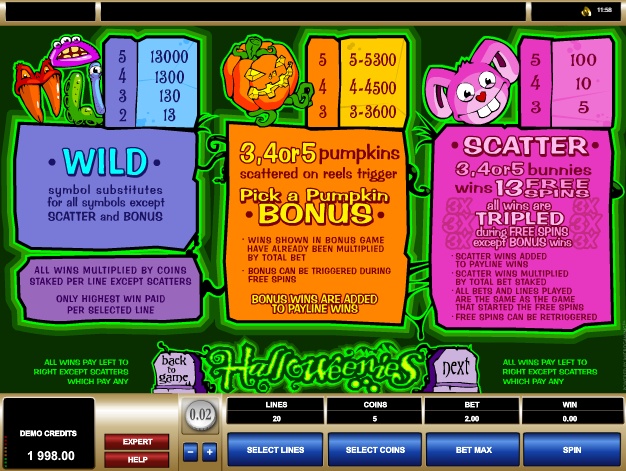 11:58
5 13000
4 1300
3 130
2 13
WILD
symbol substitutes
for all symbols except
SCATTER and BONUS
ALL WINS MULTIPLIED BY COINS
STAKED PER LINE EXCEPT SCATTERS
ONLY HIGHEST WIN PAID
PER SELECTED LINE
5 5-5300
4 4-4500
3 3-3600
3,4or5 pumpkins
scattered on reels trigger
Pick a Pumpkin
BONUS
• WINS SHOWN IN BONUS GAME
HAVE ALREADY BEEN MULTIPLIED
BY TOTAL BET
• BONUS CAN BE TRIGGERED DURING
FREE SPINS
BONUS WINS ARE ADDED
TO PAYLINE WINS
5 100
4 10
3 5
• SCATTER •
3,4or5 bunnies
wins 13 FREE SPINS
all wins are
TRIPLED
during FREE SPINS
except BONUS wins
3X 3X
• SCATTER WINS ADDED
TO PAYLINE WINS
• SCATTER WINS MULTIPLIED
BY TOTAL BET STAKED
• ALL BETS AND LINES PLAYED
ARE THE SAME AS THE GAME
THAT STARTED THE FREE SPINS
• FREE SPINS CAN BE RETRIGGERED
ALL WINS PAY LEFT TO
RIGHT EXCEPT SCATTERS
WHICH PAY ANY
back
to
game
Halloweenies
next
ALL WINS PAY LEFT TO
RIGHT EXCEPT SCATTERS
WHICH PAY ANY
DEMO CREDITS
1 998.00
EXPERT
HELP
0.02
- +
LINES COINS BET WIN
20 5 2.00 0.00
SELECT LINES SELECT COINS BET MAX SPIN